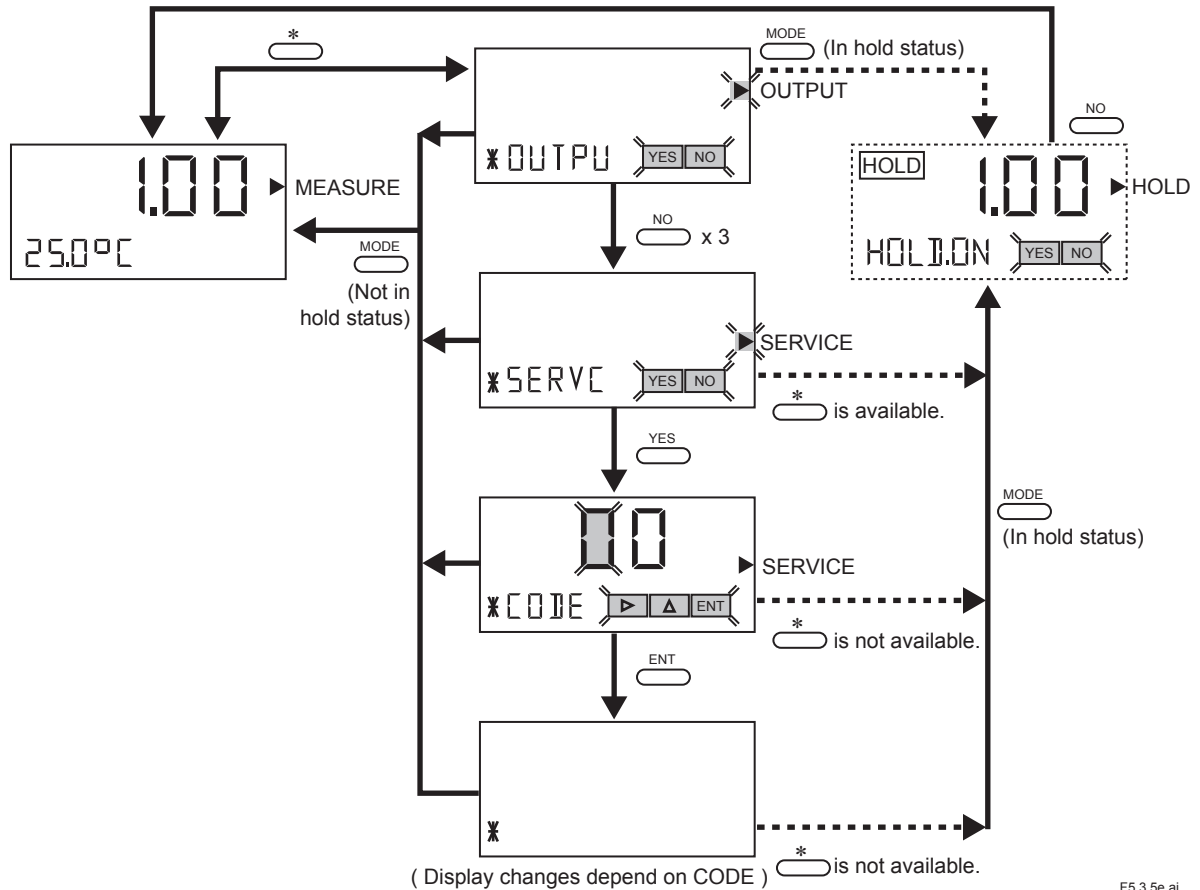 *
MODE
(In hold status)
OUTPUT
NO
*OUTPU YES NO
1.00
MEASURE
25.0°C
HOLD
1.00
HOLD
HOLD.ON YES NO
NO
x 3
MODE
(Not in
hold status)
SERVICE
*SERVC YES NO
*
is available.
YES
MODE
(In hold status)
00
SERVICE
*CODE ▷ Δ ENT
*
is not available.
ENT
*
*
is not available.
( Display changes depend on CODE )
F5.3.5e.ai